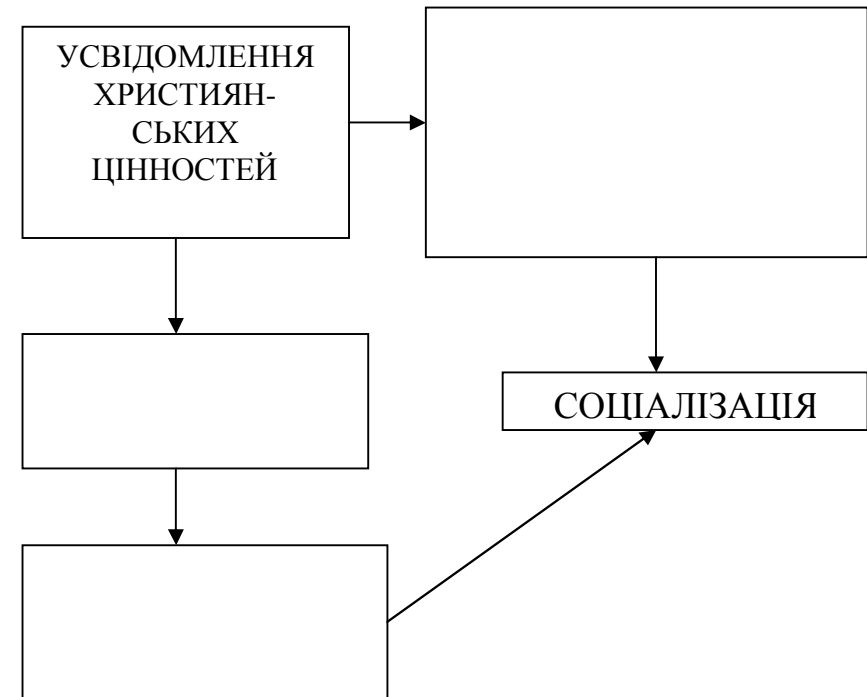 УСВІДОМЛЕННЯ
ХРИСТИЯН-
СЬКИХ
ЦІННОСТЕЙ
СОЦІАЛІЗАЦІЯ